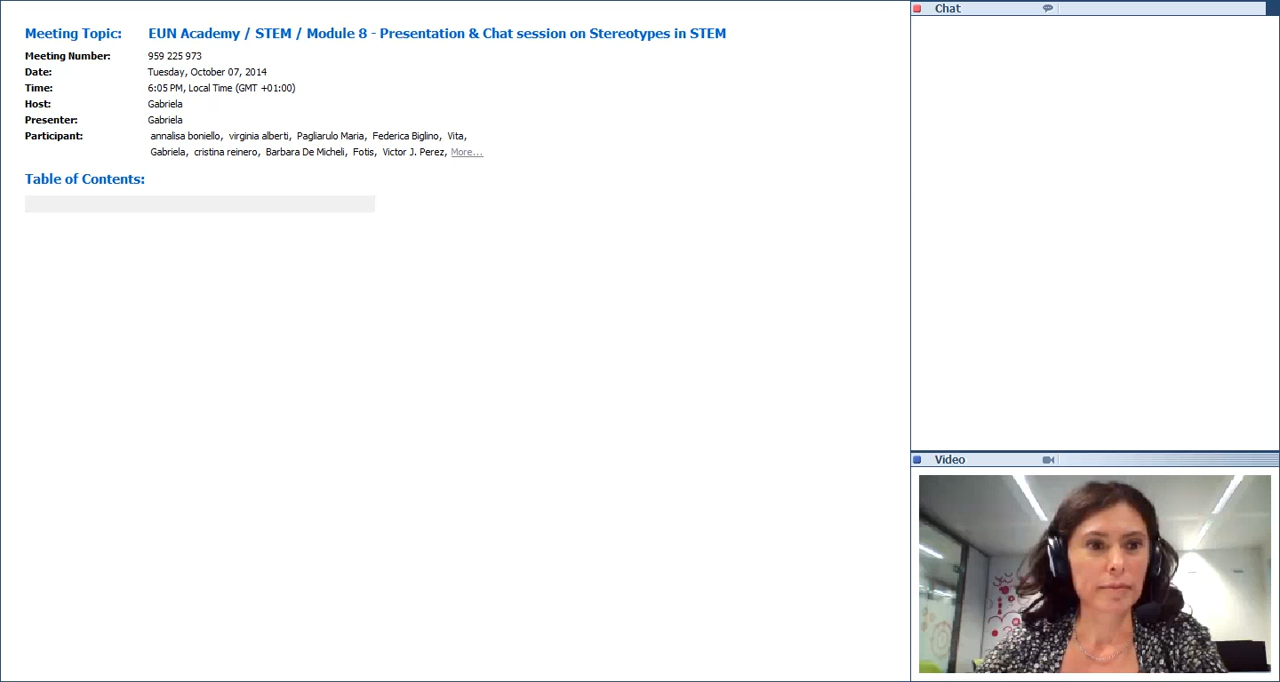 Meeting Topic: EUN Academy / STEM / Module 8 - Presentation & Chat session on Stereotypes in STEM
Meeting Number: 959 225 973
Date: Tuesday, October 07, 2014
Time: 6:05 PM, Local Time (GMT +01:00)
Host: Gabriela
Presenter: Gabriela
Participant: annalisa boniello, virginia alberti, Pagliarulo Maria, Federica Biglino, Vita,
Gabriela, cristina reinero, Barbara De Micheli, Fotis, Victor J. Perez, More...
Table of Contents:
Chat
Video